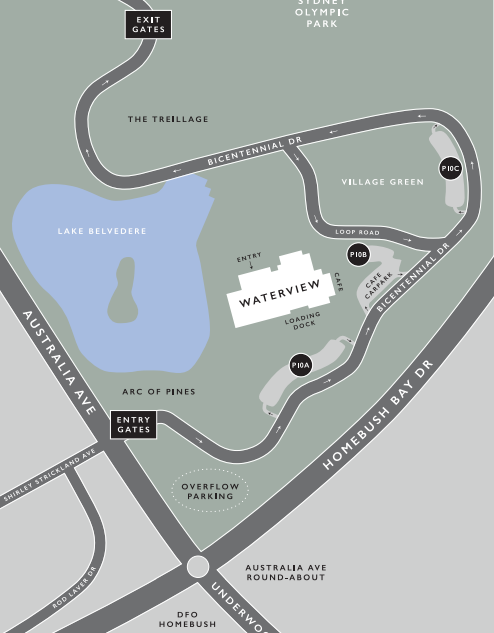 SYDNEY
OLYMPIC
PARK
EXIT
GATES
THE TREILLAGE
BICENTENNIAL DR
P10C
VILLAGE GREEN
LAKE BELVEDERE
LOOP ROAD
P10B
ENTRY
WATERVIEW
CAFE
CAFE
CARPARK
BICENTENNIAL DR
LOADING
DOCK
AUSTRALIA AVE
P10A
ARC OF PINES
ENTRY
GATES
HOMEBUSH BAY DR
SHIRLEY STRICKLAND AVE
OVERFLOW
PARKING
ROD LAVER DR
AUSTRALIA AVE
ROUND-ABOUT
DFO
HOMEBUSH
UNDERWOO